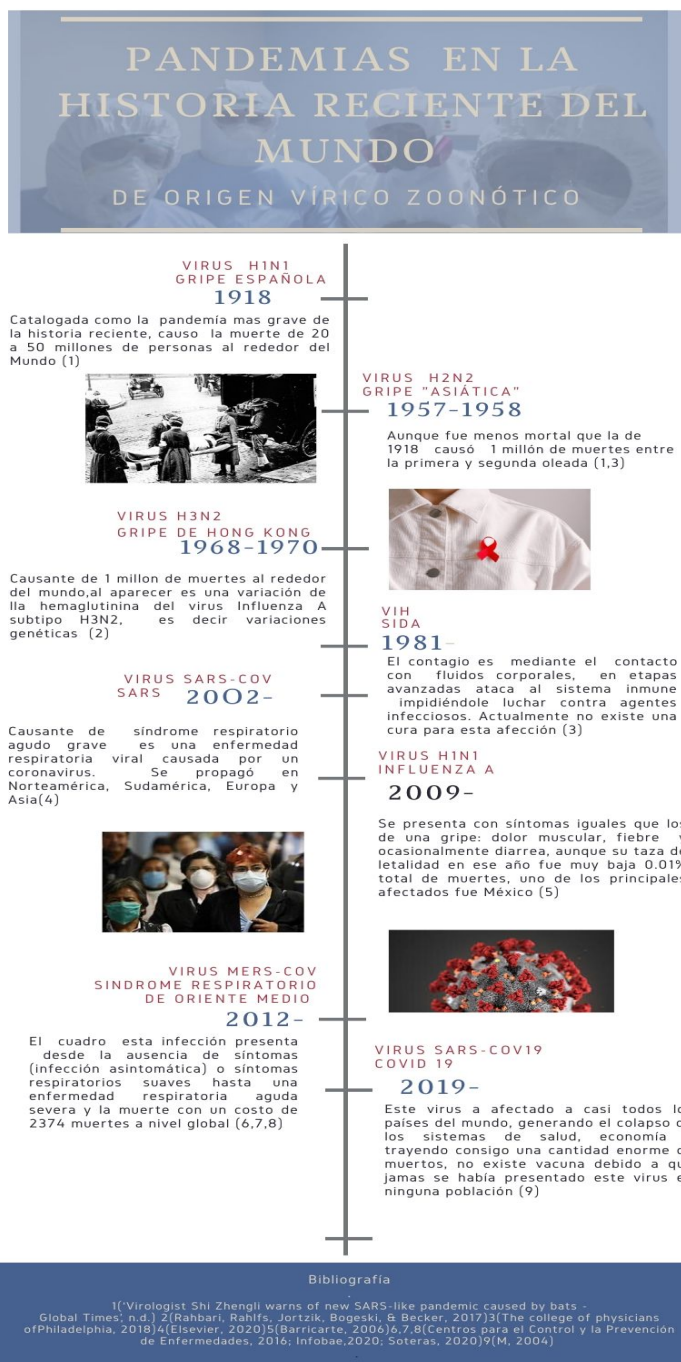 PANDEMIAS EN LA
HISTORIA RECIENTE DEL
MUNDO
DE ORIGEN VÍRICO ZOONÓTICO
VIRUS H1N1
GRIPE ESPAÑOLA
1918
Catalogada como la pandemía mas grave de
la historia reciente, causo la muerte de 20
a 50 millones de personas al rededor del
Mundo (1)
VIRUS H2N2
GRIPE "ASIÁTICA"
1957-1958
Aunque fue menos mortal que la de
1918 causó 1 millón de muertes entre
la primera y segunda oleada (1,3)
VIRUS H3N2
GRIPE DE HONG KONG
1968-1970
Causante de 1 millon de muertes al rededor
del mundo,al aparecer es una variación de
lla hemaglutinina del virus Influenza A
subtipo H3N2, es decir variaciones
genéticas (2)
VIH
SIDA
1981-
El contagio es mediante el contacto
con fluidos corporales, en etapas
avanzadas ataca al sistema inmune
impidiéndole luchar contra agentes
infecciosos. Actualmente no existe una
cura para esta afección (3)
VIRUS SARS-COV
SARS 2002-
Causante de síndrome respiratorio
agudo grave es una enfermedad
respiratoria viral causada por un
coronavirus. Se propagó en
Norteamérica, Sudamérica, Europa y
Asia(4)
VIRUS H1N1
INFLUENZA A
2009-
Se presenta con síntomas iguales que los
de una gripe: dolor muscular, fiebre
ocasionalmente diarrea, aunque su taza de
letalidad en ese año fue muy baja 0.01%
total de muertes, uno de los principales
afectados fue México (5)
VIRUS MERS-COV
SINDROME RESPIRATORIO
DE ORIENTE MEDIO
2012-
El cuadro esta infección presenta
desde la ausencia de síntomas
(infección asintomática) o síntomas
respiratorios suaves hasta una
enfermedad respiratoria aguda
severa y la muerte con un costo de
2374 muertes a nivel global (6,7,8)
VIRUS SARS-COV19
COVID 19
2019-
Este virus a afectado a casi todos
países del mundo, generando el colapso
los sistemas de salud, economía
trayendo consigo una cantidad enorme
muertos, no existe vacuna debido a
jamas se había presentado este virus
ninguna población (9)
Bibliografía
.
1('Virologist Shi Zhengli warns of new SARS-like pandemic caused by bats -
Global Times', n.d.) 2(Rahbari, Rahlfs, Jortzik, Bogeski, & Becker, 2017)3(The college of physicians
ofPhiladelphia, 2018)4(Elsevier, 2020)5(Barricarte, 2006)6,7,8(Centros para el Control y la Prevención
de Enfermedades, 2016; Infobae,2020; Soteras, 2020)9(M, 2004)
.